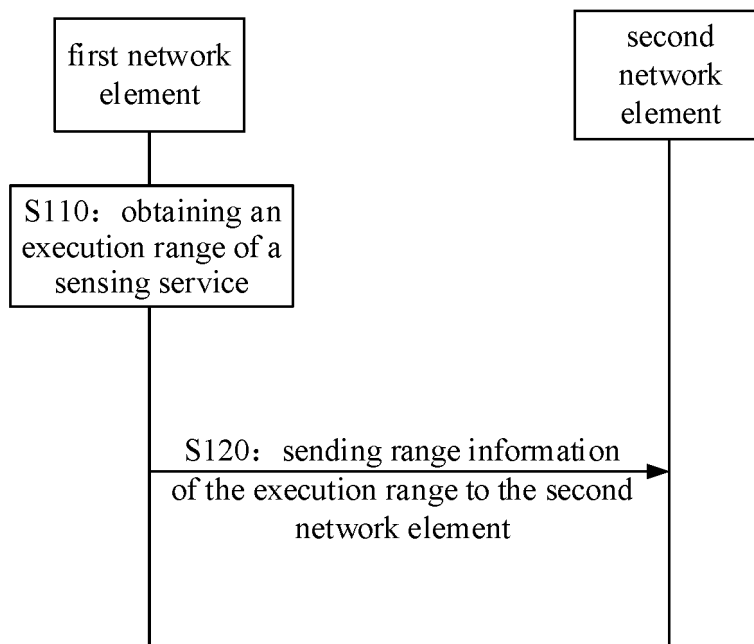 first network
element
second
network
element
S110：obtaining an
execution range of a
sensing service
S120：sending range information
of the execution range to the second
network element